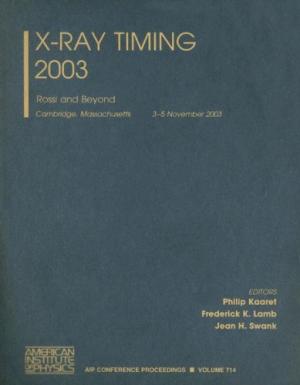 X-RAY TIMING
2003
Rossi and Beyond
Cambridge, Massachusetts 3-5 November 2003
EDITORS
Philip Kaaret
Frederick K. Lamb
Jean H. Swank
AMERICAN
INSTITUTE
OF PHYSICS
AIP CONFERENCE PROCEEDINGS ■ VOLUME 714